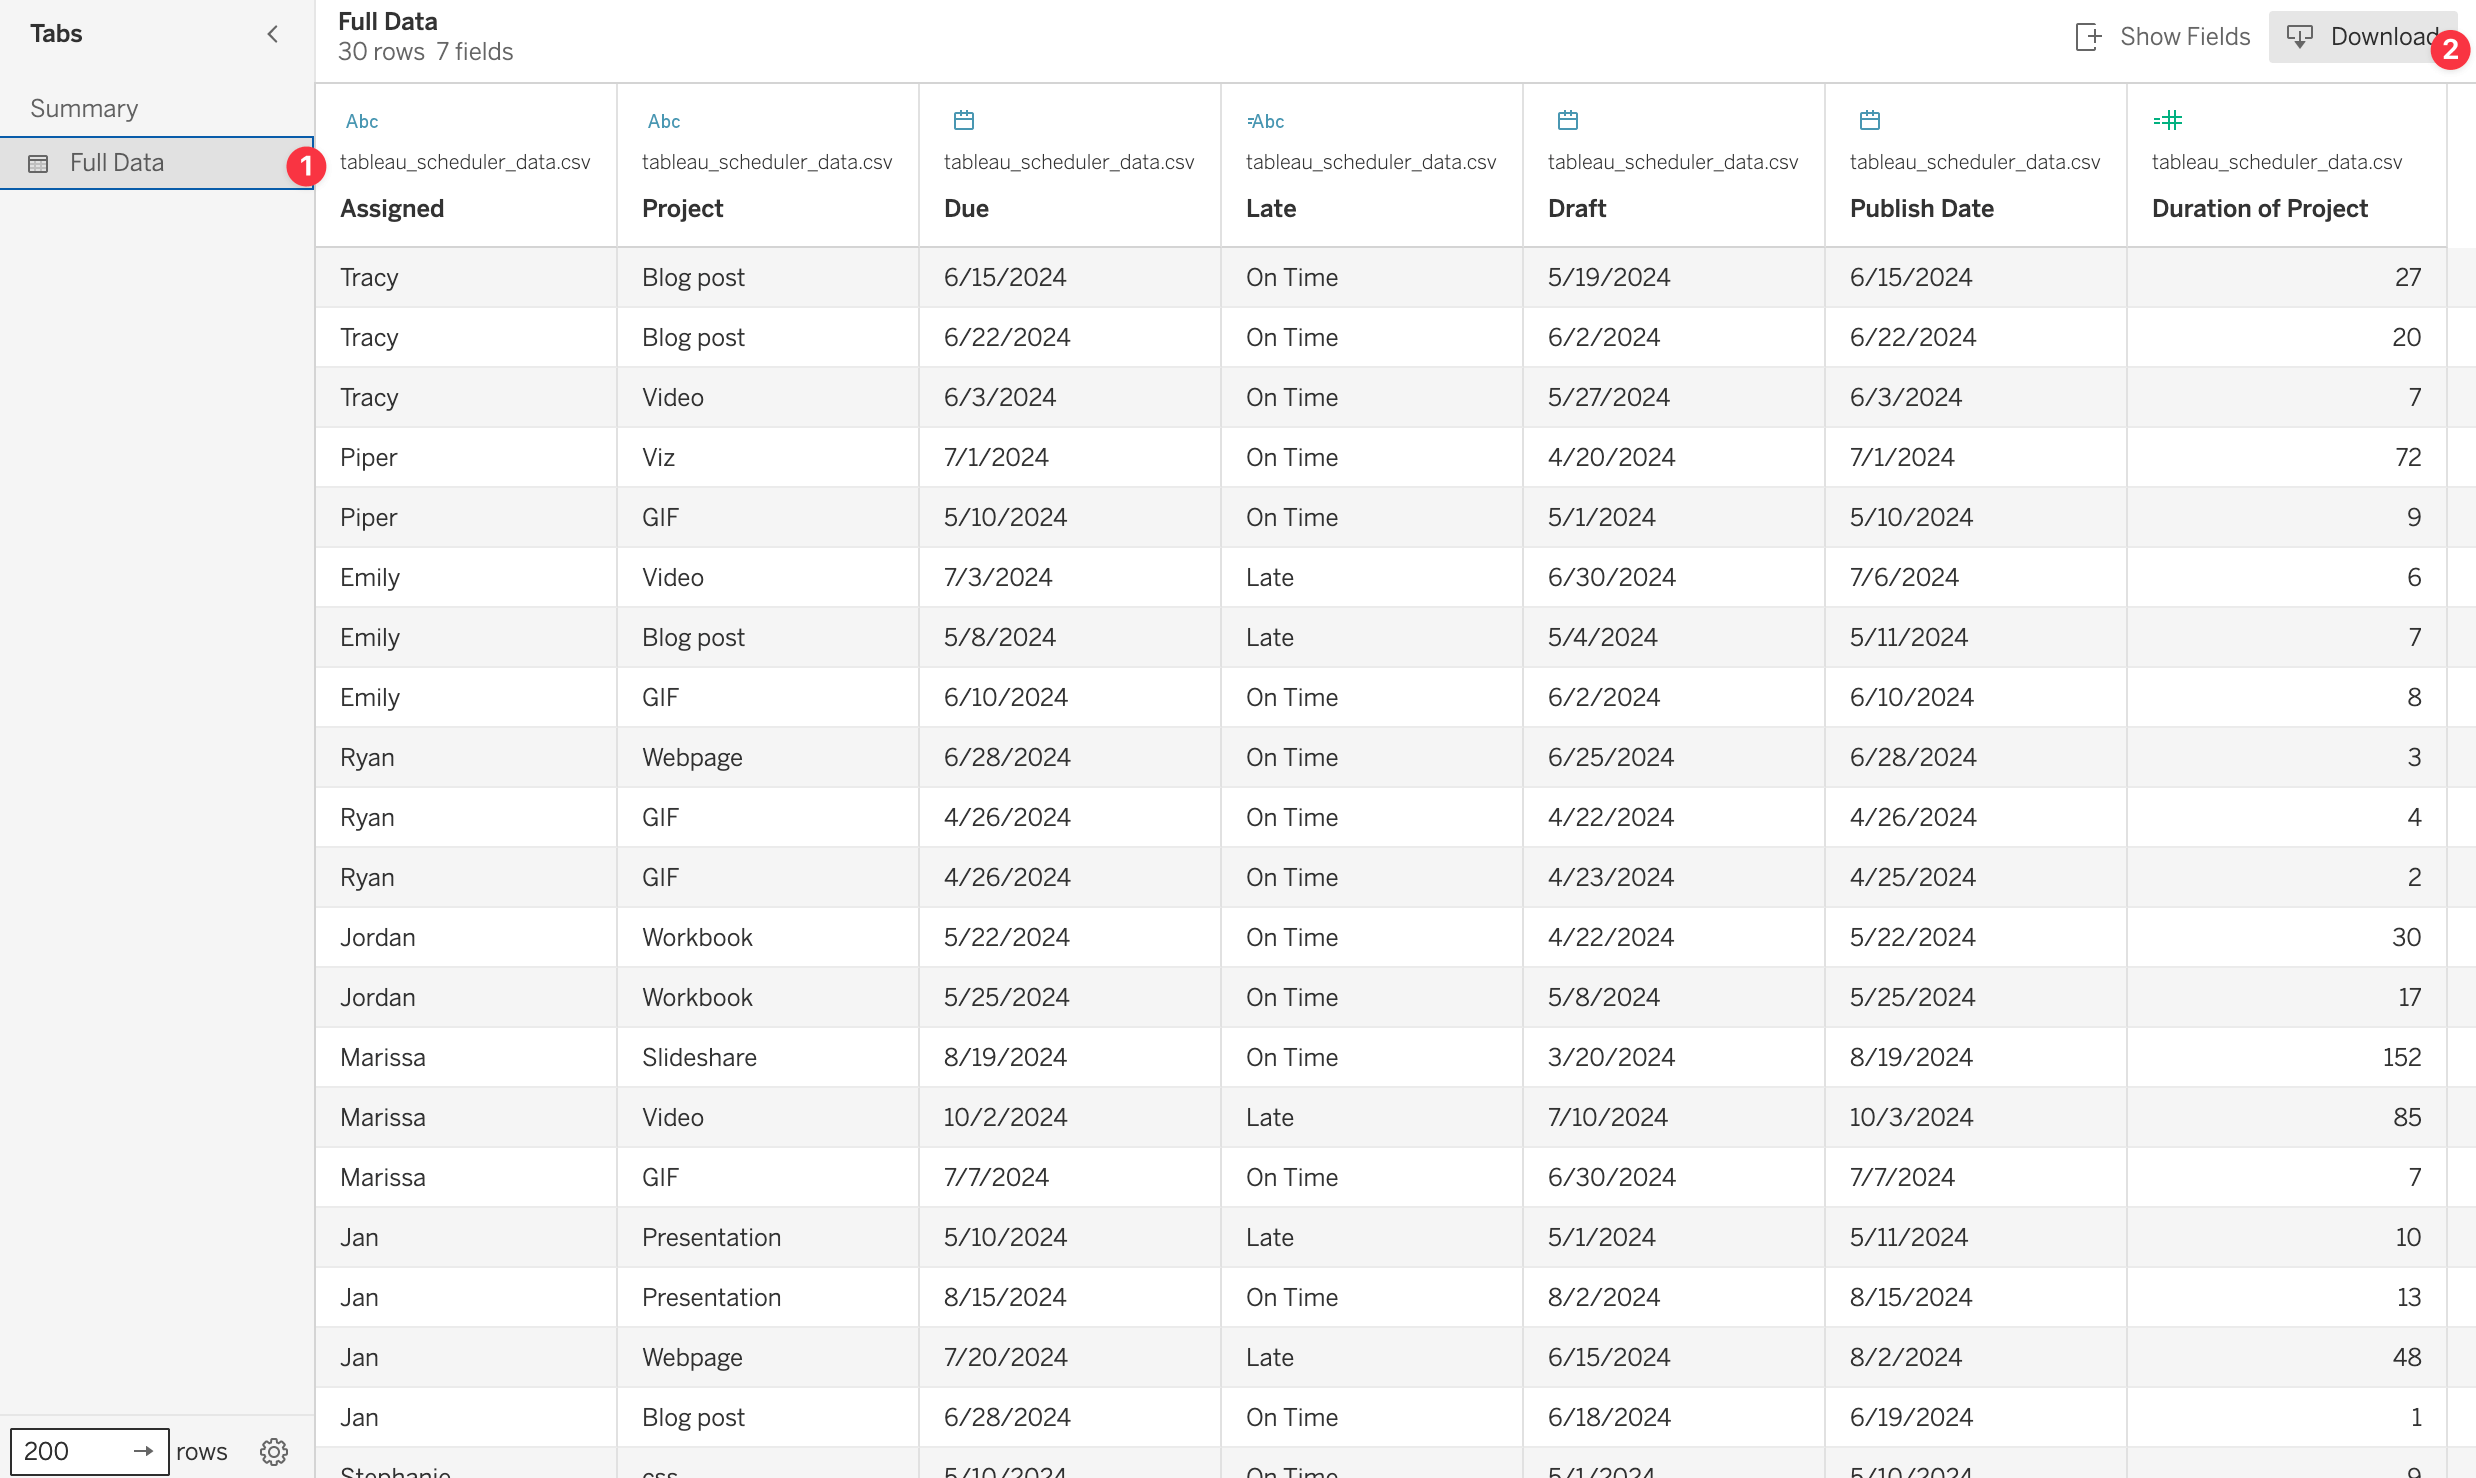 Tabs
Full Data
30 rows 7 fields
Show Fields
Download
2
Summary
Full Data
1
Abc Abc Abc
tableau_scheduler_data.csv tableau_scheduler_data.csv tableau_scheduler_data.csv tableau_scheduler_data.csv tableau_scheduler_data.csv tableau_scheduler_data.csv tableau_scheduler_data.csv
Assigned Project Due Late Draft Publish Date Duration of Project
Tracy Blog post 6/15/2024 On Time 5/19/2024 6/15/2024 27
Tracy Blog post 6/22/2024 On Time 6/2/2024 6/22/2024 20
Tracy Video 6/3/2024 On Time 5/27/2024 6/3/2024 7
Piper Viz 7/1/2024 On Time 4/20/2024 7/1/2024 72
Piper GIF 5/10/2024 On Time 5/1/2024 5/10/2024 9
Emily Video 7/3/2024 Late 6/30/2024 7/6/2024 6
Emily Blog post 5/8/2024 Late 5/4/2024 5/11/2024 7
Emily GIF 6/10/2024 On Time 6/2/2024 6/10/2024 8
Ryan Webpage 6/28/2024 On Time 6/25/2024 6/28/2024 3
Ryan GIF 4/26/2024 On Time 4/22/2024 4/26/2024 4
Ryan GIF 4/26/2024 On Time 4/23/2024 4/25/2024 2
Jordan Workbook 5/22/2024 On Time 4/22/2024 5/22/2024 30
Jordan Workbook 5/25/2024 On Time 5/8/2024 5/25/2024 17
Marissa Slideshare 8/19/2024 On Time 3/20/2024 8/19/2024 152
Marissa Video 10/2/2024 Late 7/10/2024 10/3/2024 85
Marissa GIF 7/7/2024 On Time 6/30/2024 7/7/2024 7
Jan Presentation 5/10/2024 Late 5/1/2024 5/11/2024 10
Jan Presentation 8/15/2024 On Time 8/2/2024 8/15/2024 13
Jan Webpage 7/20/2024 Late 6/15/2024 8/2/2024 48
Jan Blog post 6/28/2024 On Time 6/18/2024 6/19/2024 1
Stephanie css 5/10/2024 On Time 5/1/2024 5/10/2024 9
200 rows